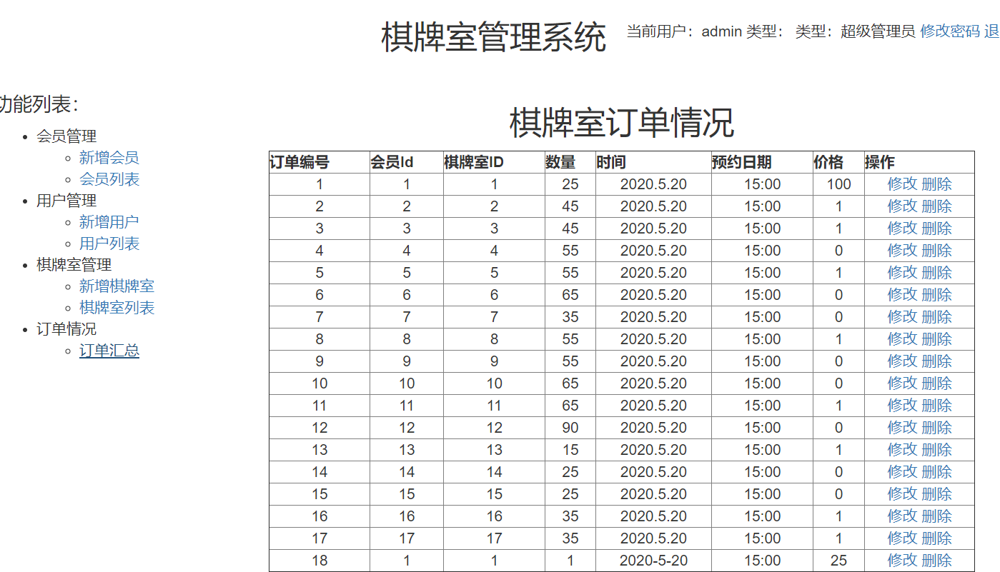 棋牌室管理系统
当前用户：admin 类型： 类型：超级管理员 修改密码 退
功能列表：
会员管理
新增会员
会员列表
用户管理
新增用户
用户列表
棋牌室管理
新增棋牌室
棋牌室列表
订单情况
订单汇总
棋牌室订单情况
订单编号 会员Id 棋牌室ID 数量 时间 预约日期 价格 操作
1 1 1 25 2020.5.20 15:00 100 修改 删除
2 2 2 45 2020.5.20 15:00 1 修改 删除
3 3 3 45 2020.5.20 15:00 1 修改 删除
4 4 4 55 2020.5.20 15:00 0 修改 删除
5 5 5 55 2020.5.20 15:00 1 修改 删除
6 6 6 65 2020.5.20 15:00 0 修改 删除
7 7 7 35 2020.5.20 15:00 0 修改 删除
8 8 8 55 2020.5.20 15:00 1 修改 删除
9 9 9 55 2020.5.20 15:00 0 修改 删除
10 10 10 65 2020.5.20 15:00 0 修改 删除
11 11 11 65 2020.5.20 15:00 1 修改 删除
12 12 12 90 2020.5.20 15:00 0 修改 删除
13 13 13 15 2020.5.20 15:00 1 修改 删除
14 14 14 25 2020.5.20 15:00 0 修改 删除
15 15 15 25 2020.5.20 15:00 0 修改 删除
16 16 16 35 2020.5.20 15:00 1 修改 删除
17 17 17 35 2020.5.20 15:00 1 修改 删除
18 1 1 1 2020-5-20 15:00 25 修改 删除